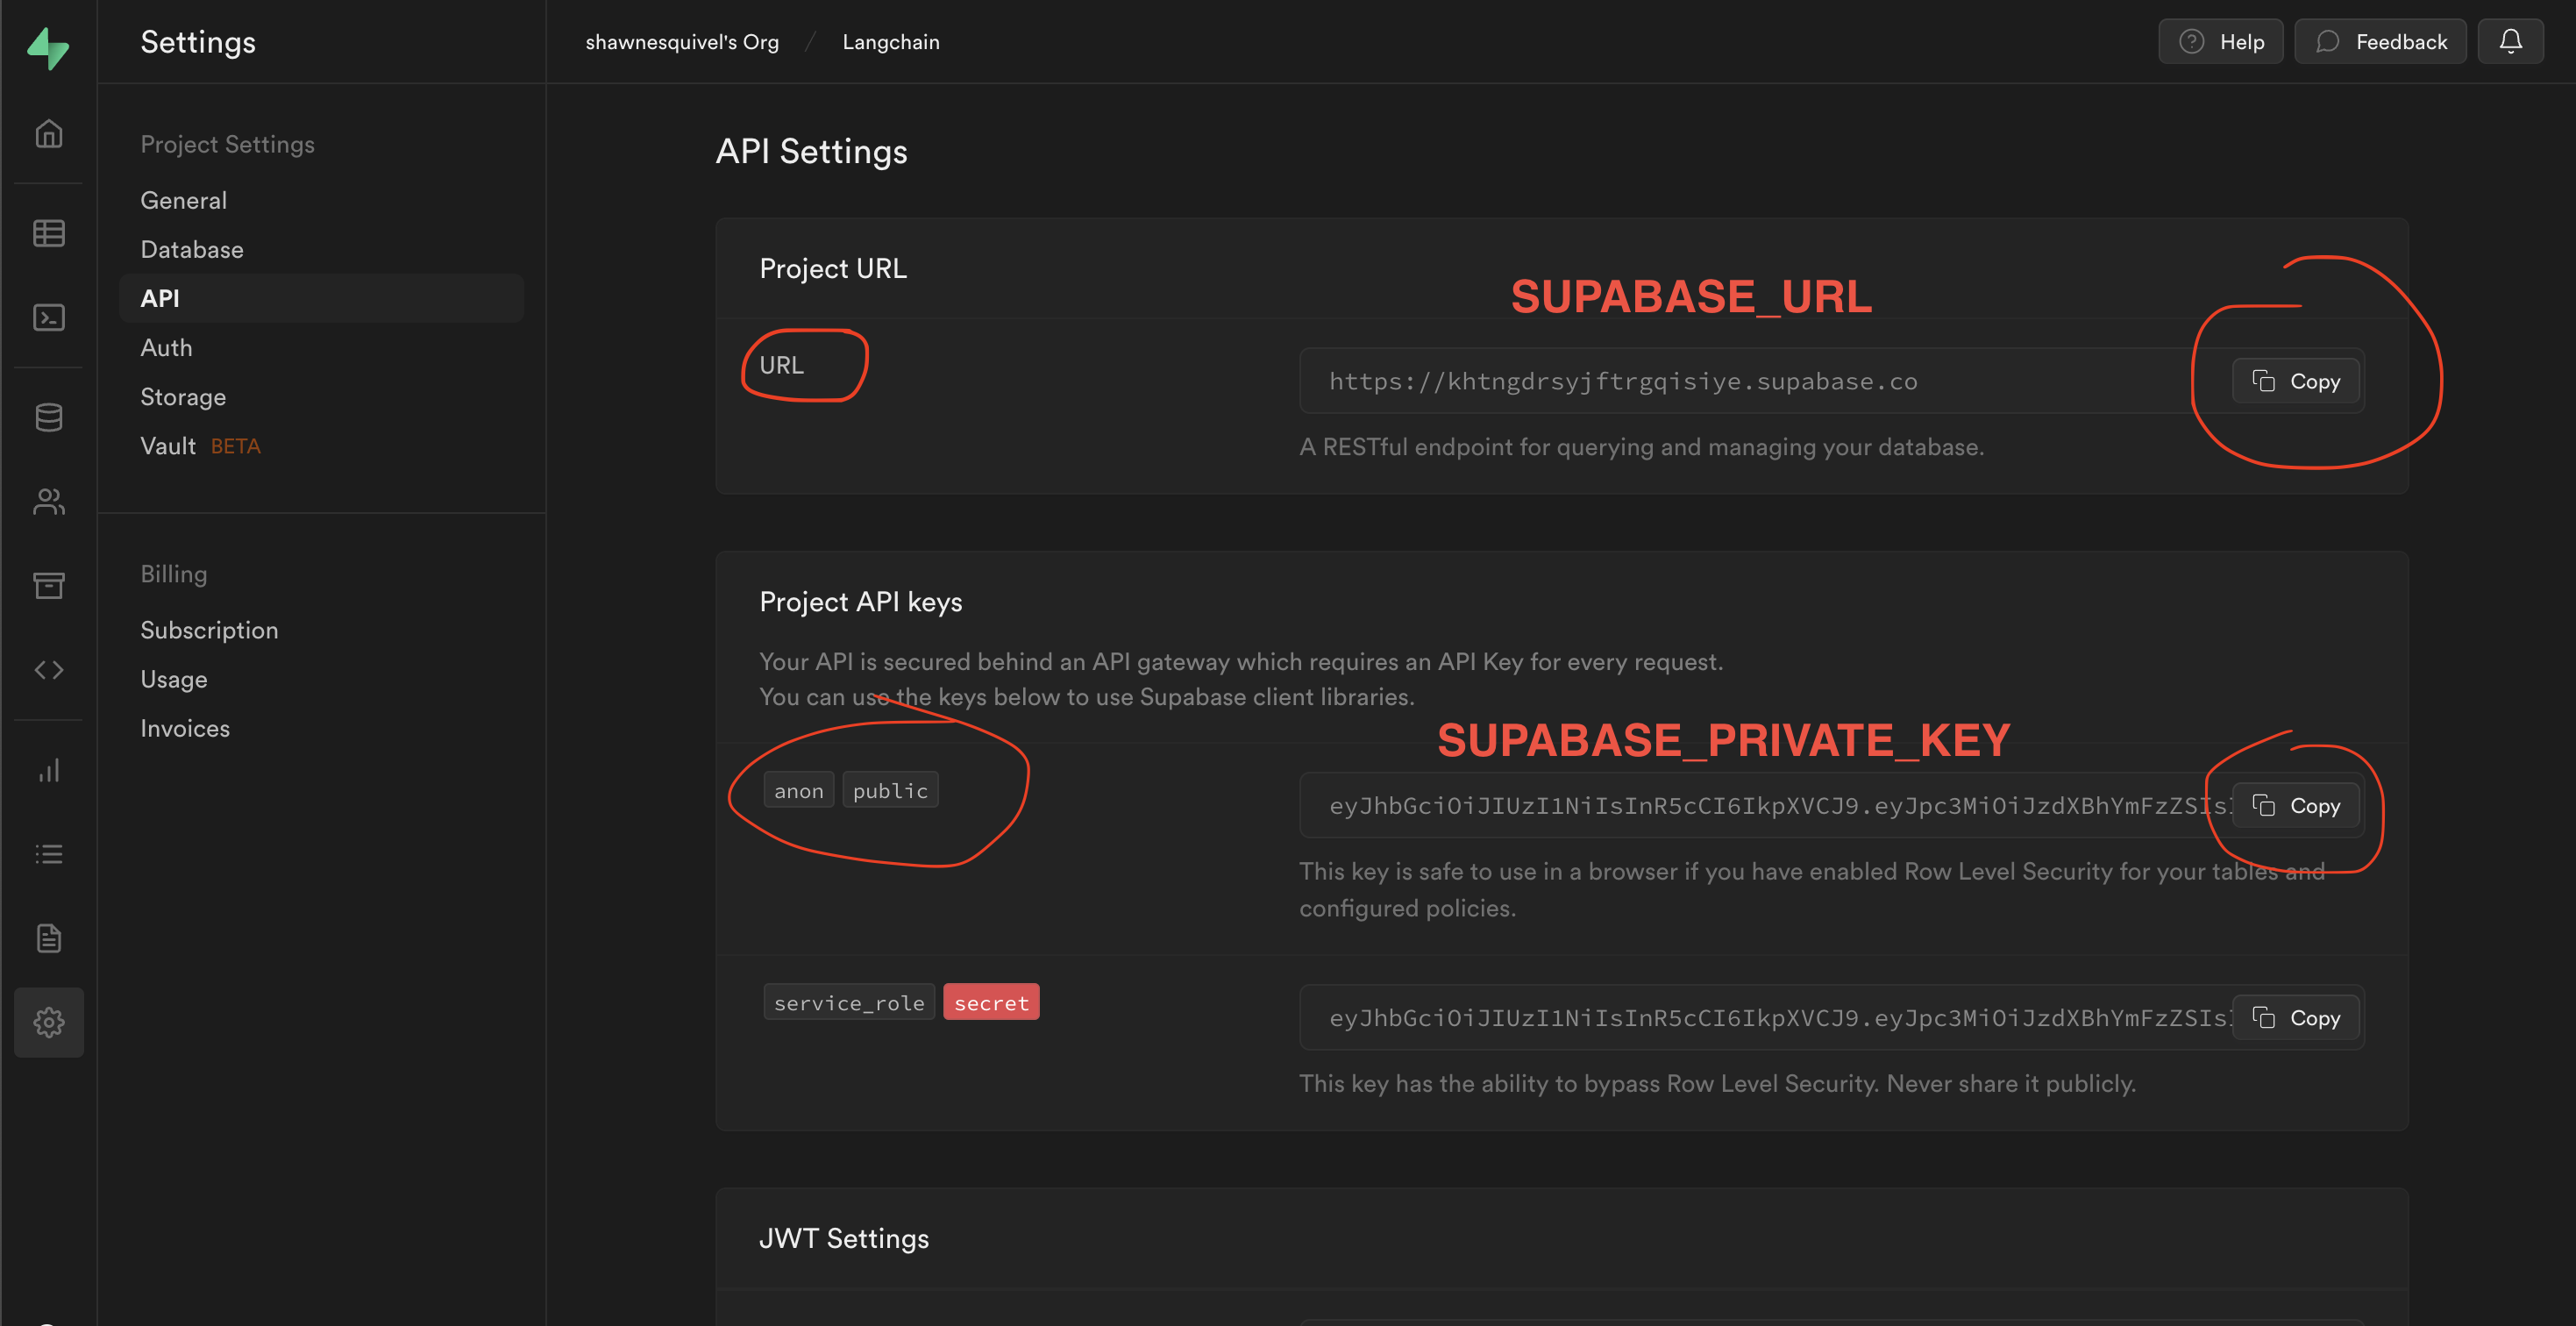 Settings
shawnesquivel's Org / Langchain
Help
Feedback
Project Settings
General
Database
API
Auth
Storage
Vault BETA
Billing
Subscription
Usage
Invoices
API Settings
Project URL
SUPABASE_URL
URL
https://khtngdrsyjftrgqisiye.supabase.co
Copy
A RESTful endpoint for querying and managing your database.
Project API keys
Your API is secured behind an API gateway which requires an API Key for every request.
You can use the keys below to use Supabase client libraries.
SUPABASE_PRIVATE_KEY
anon public
eyJhbGciOiJIUzI1NiIsInR5cCI6IkpXVCJ9.eyJpc3MiOiJzdXBhYmFzZSIsI
Copy
This key is safe to use in a browser if you have enabled Row Level Security for your tables and
configured policies.
service_role secret
eyJhbGciOiJIUzI1NiIsInR5cCI6IkpXVCJ9.eyJpc3MiOiJzdXBhYmFzZSIsI
Copy
This key has the ability to bypass Row Level Security. Never share it publicly.
JWT Settings